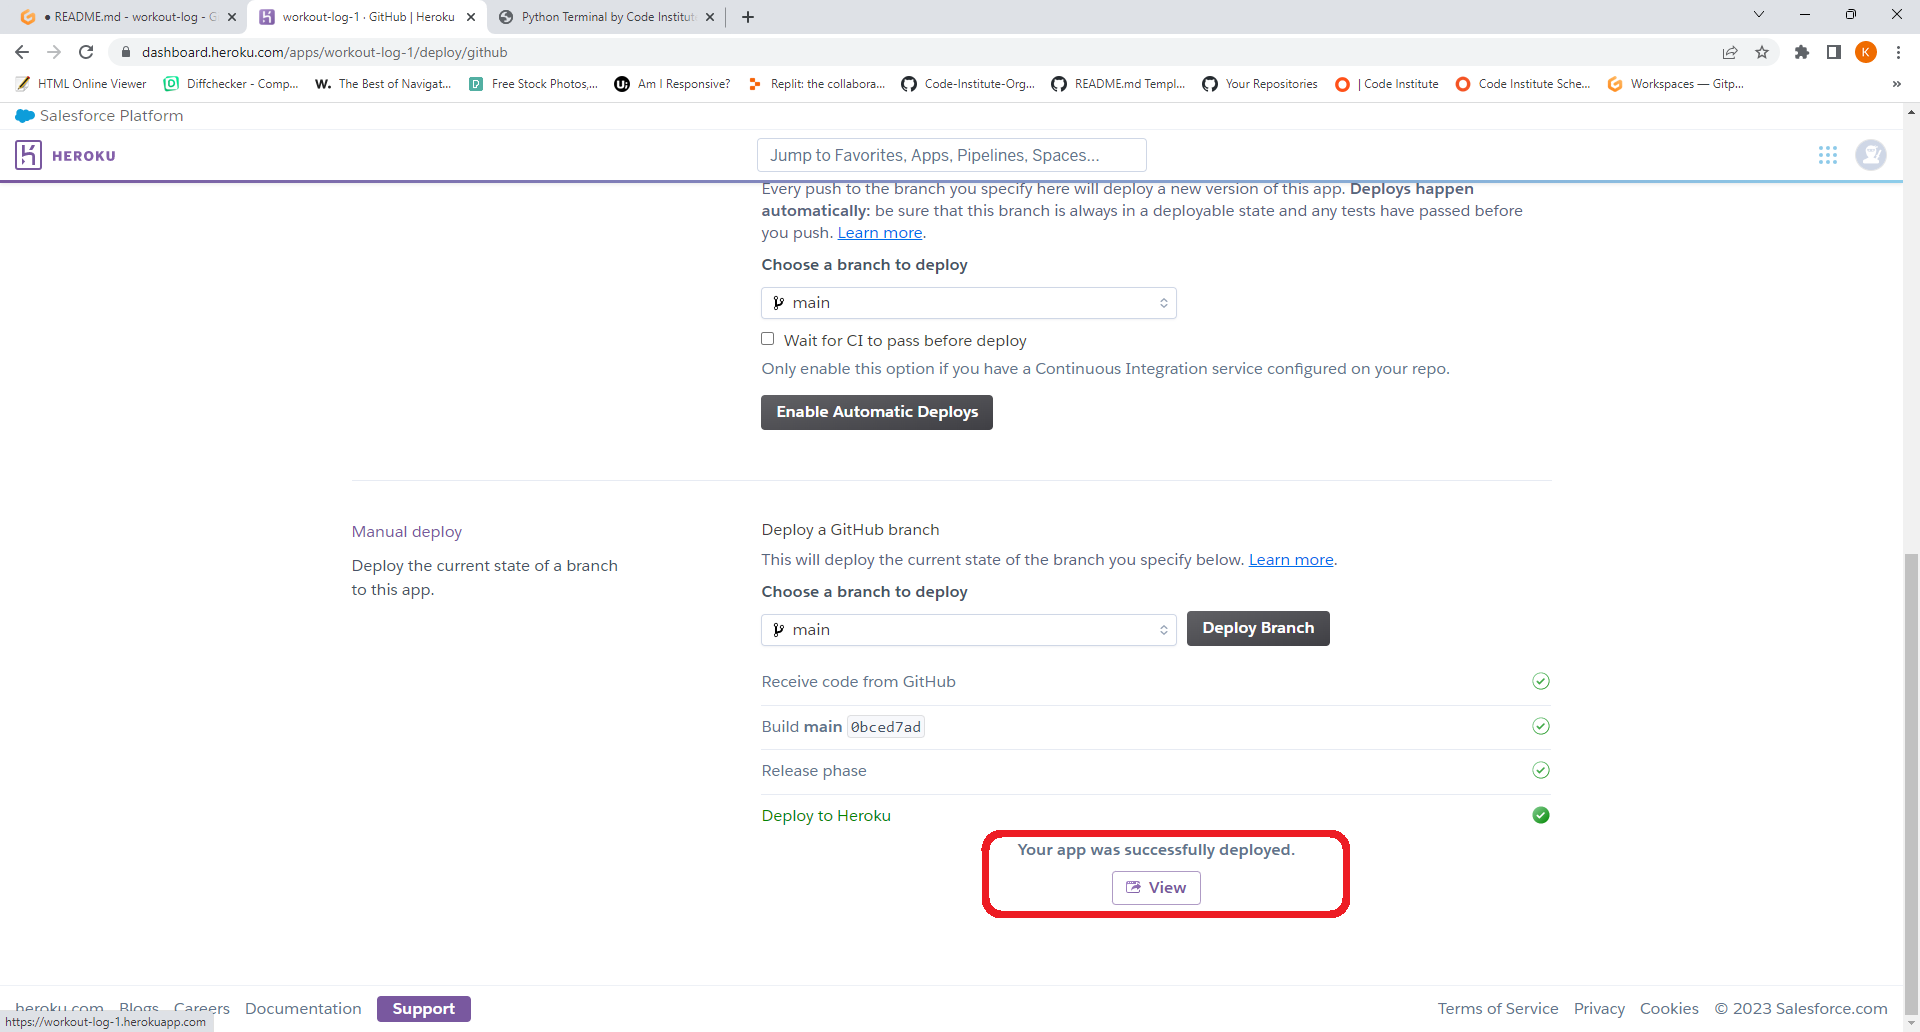 ● README.md - workout-log - G
workout-log-1 · GitHub | Heroku
Python Terminal by Code Institut
dashboard.heroku.com/apps/workout-log-1/deploy/github
K
HTML Online Viewer
Diffchecker - Comp...
W. The Best of Navigat...
Free Stock Photos,...
Am I Responsive?
Replit: the collabora...
Code-Institute-Org...
README.md Templ...
Your Repositories
| Code Institute
Code Institute Sche...
Workspaces — Gitp...
»
Salesforce Platform
HEROKU
Jump to Favorites, Apps, Pipelines, Spaces...
Every push to the branch you specify here will deploy a new version of this app. Deploys happen
automatically: be sure that this branch is always in a deployable state and any tests have passed before
you push. Learn more.
Choose a branch to deploy
main
Wait for CI to pass before deploy
Only enable this option if you have a Continuous Integration service configured on your repo.
Enable Automatic Deploys
Manual deploy
Deploy the current state of a branch
to this app.
Deploy a GitHub branch
This will deploy the current state of the branch you specify below. Learn more.
Choose a branch to deploy
main
Deploy Branch
Receive code from GitHub
Build main 0bced7ad
Release phase
Deploy to Heroku
Your app was successfully deployed.
View
heroku.com Blogs Careers Documentation Support
Terms of Service Privacy Cookies © 2023 Salesforce.com
https://workout-log-1.herokuapp.com